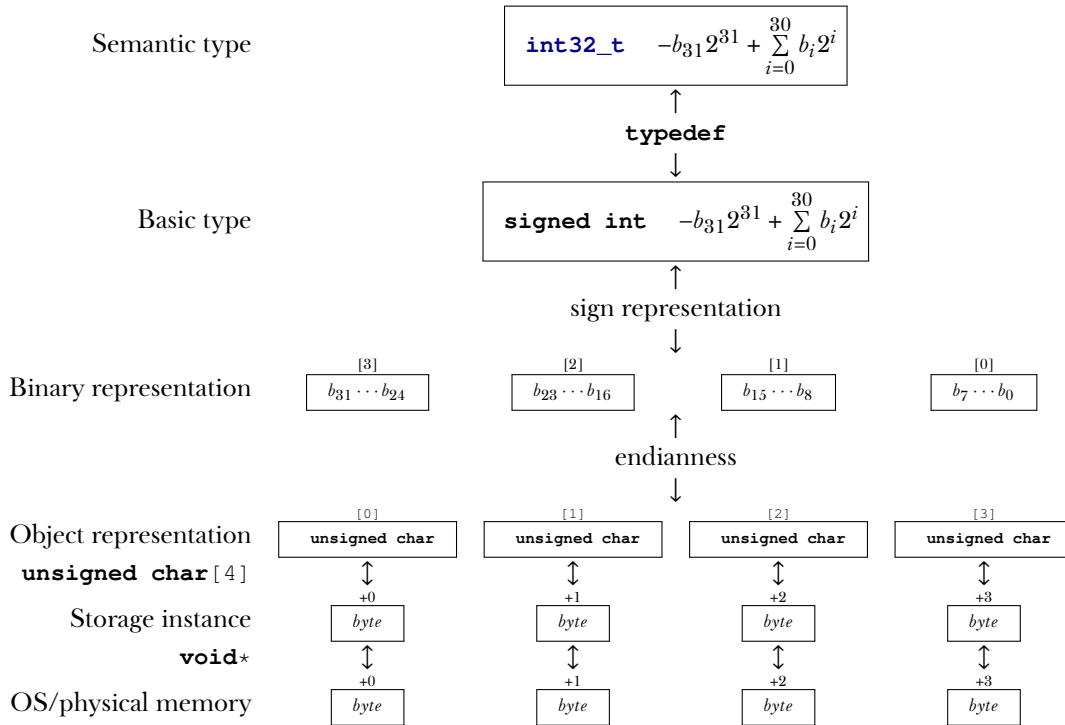 Semantic type int32_t −b₃₁2³¹ + ∑_{i=0}^{30} bᵢ2ⁱ
↑
typedef
↓
Basic type signed int −b₃₁2³¹ + ∑_{i=0}^{30} bᵢ2ⁱ
↑
sign representation
↓
[3] [2] [1] [0]
Binary representation b₃₁ ⋯ b₂₄ b₂₃ ⋯ b₁₆ b₁₅ ⋯ b₈ b₇ ⋯ b₀
↑
endianness
↓
[0] [1] [2] [3]
Object representation unsigned char unsigned char unsigned char unsigned char
unsigned char[4] ↕ ↕ ↕ ↕
+0 +1 +2 +3
Storage instance byte byte byte byte
void* ↕ ↕ ↕ ↕
+0 +1 +2 +3
OS/physical memory byte byte byte byte